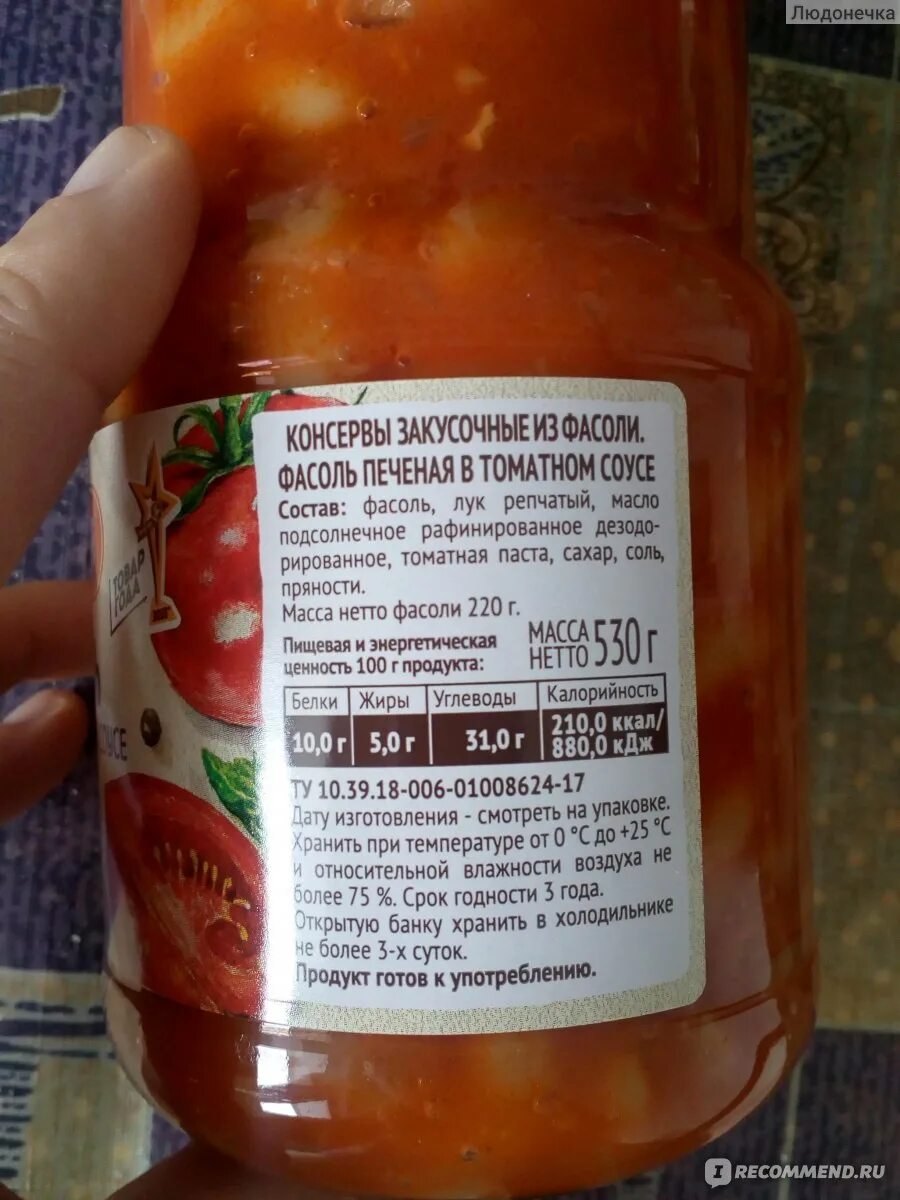 Людонечка
КОНСЕРВЫ ЗАКУСОЧНЫЕ ИЗ ФАСОЛИ.
ФАСОЛЬ ПЕЧЕНАЯ В ТОМАТНОМ СОУСЕ
Состав: фасоль, лук репчатый, масло
подсолнечное рафинированное дезодо-
рированное, томатная паста, сахар, соль,
пряности.
Масса нетто фасоли 220 г.
Пищевая и энергетическая
ценность 100 г продукта:
МАССА НЕТТО 530 г
Белки Жиры Углеводы Калорийность
10,0 г 5,0 г 31,0 г 210,0 ккал/
880,0 кДж
ТУ 10.39.18-006-01008624-17
Дату изготовления - смотреть на упаковке.
Хранить при температуре от 0 °С до +25 °С
и относительной влажности воздуха не
более 75 %. Срок годности 3 года.
Открытую банку хранить в холодильнике
не более 3-х суток.
Продукт готов к употреблению.
ТОВАР
ГОДА
IRECOMMEND.RU